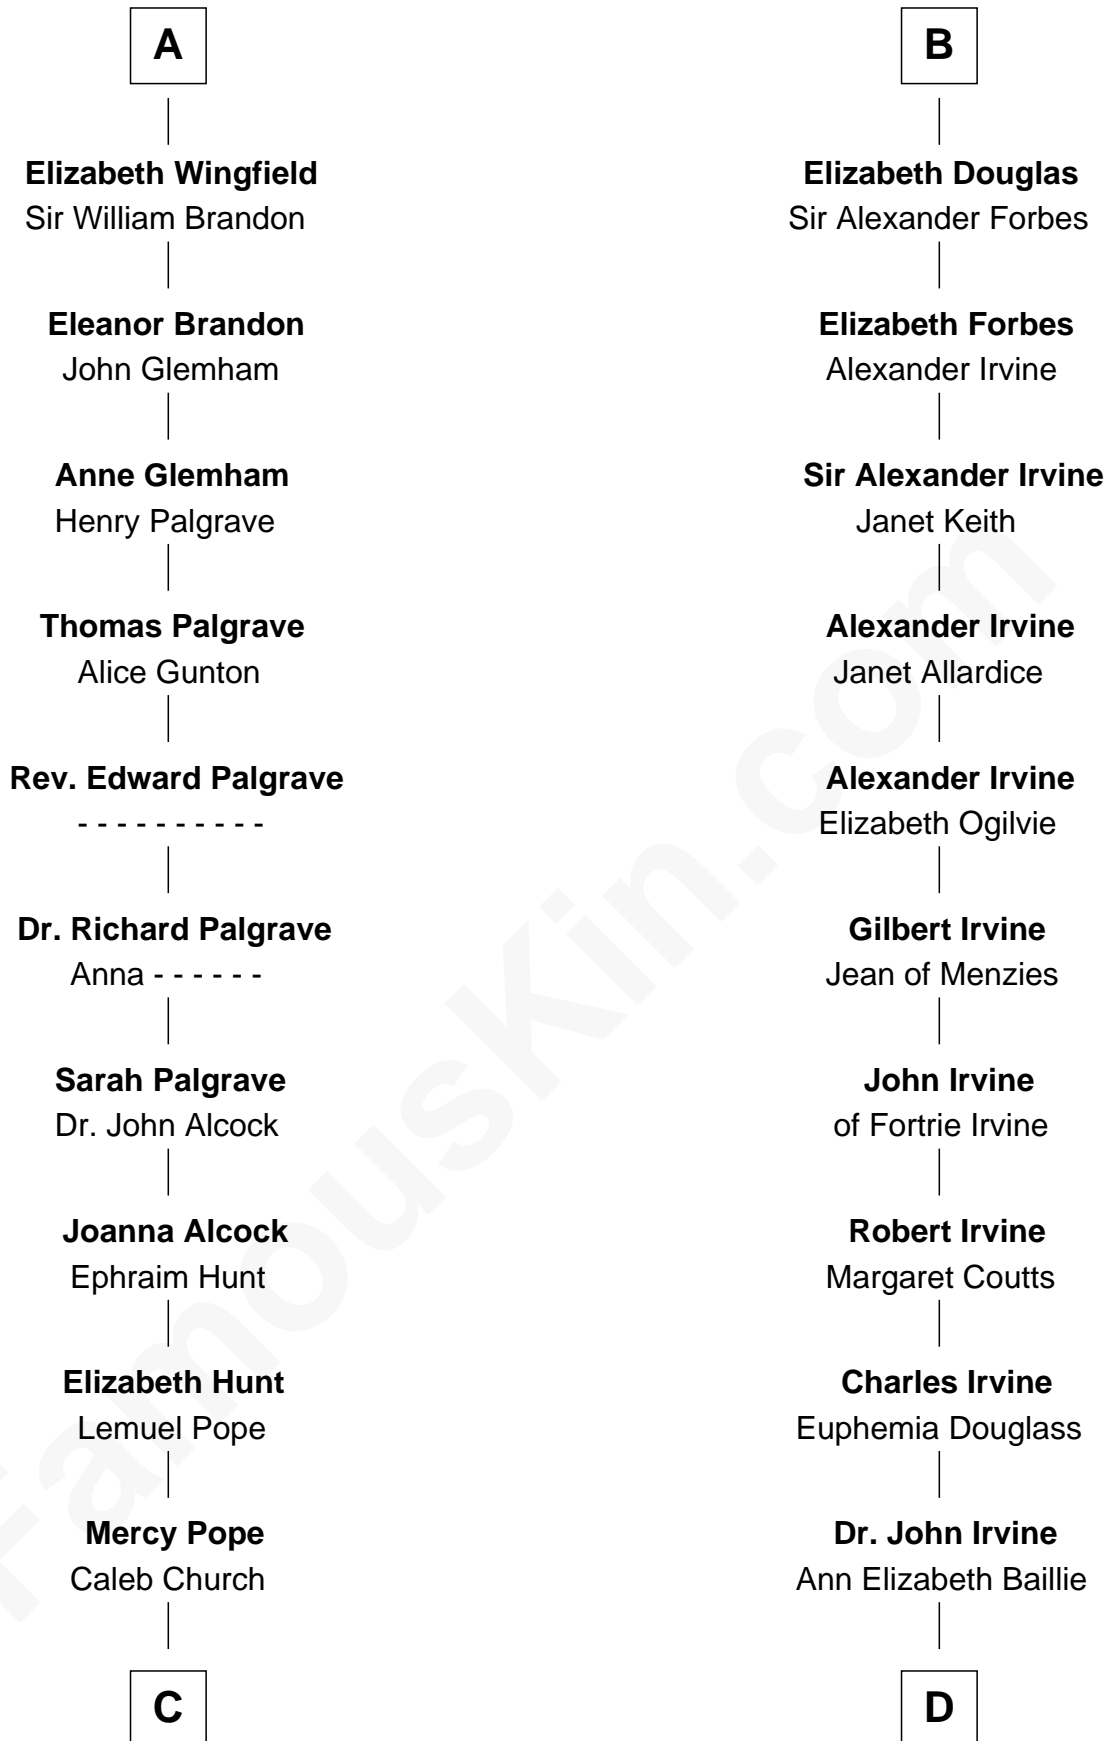 A
Elizabeth Wingfield
Sir William Brandon
Eleanor Brandon
John Glemham
Anne Glemham
Henry Palgrave
Thomas Palgrave
Alice Gunton
Rev. Edward Palgrave
- - - - - - - - - -
Dr. Richard Palgrave
Anna - - - - - -
Sarah Palgrave
Dr. John Alcock
Joanna Alcock
Ephraim Hunt
Elizabeth Hunt
Lemuel Pope
Mercy Pope
Caleb Church
C
B
Elizabeth Douglas
Sir Alexander Forbes
Elizabeth Forbes
Alexander Irvine
Sir Alexander Irvine
Janet Keith
Alexander Irvine
Janet Allardice
Alexander Irvine
Elizabeth Ogilvie
Gilbert Irvine
Jean of Menzies
John Irvine
of Fortrie Irvine
Robert Irvine
Margaret Coutts
Charles Irvine
Euphemia Douglass
Dr. John Irvine
Ann Elizabeth Baillie
D
FamousKin.com